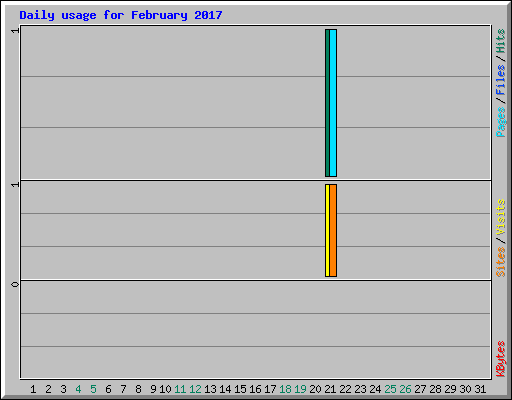 Daily usage for February 2017
1
Pages/Files/Hits
1
Sites/Visits
0
KBytes
1 2 3 4 5 6 7 8 9 10 11 12 13 14 15 16 17 18 19 20 21 22 23 24 25 26 27 28 29 30 31